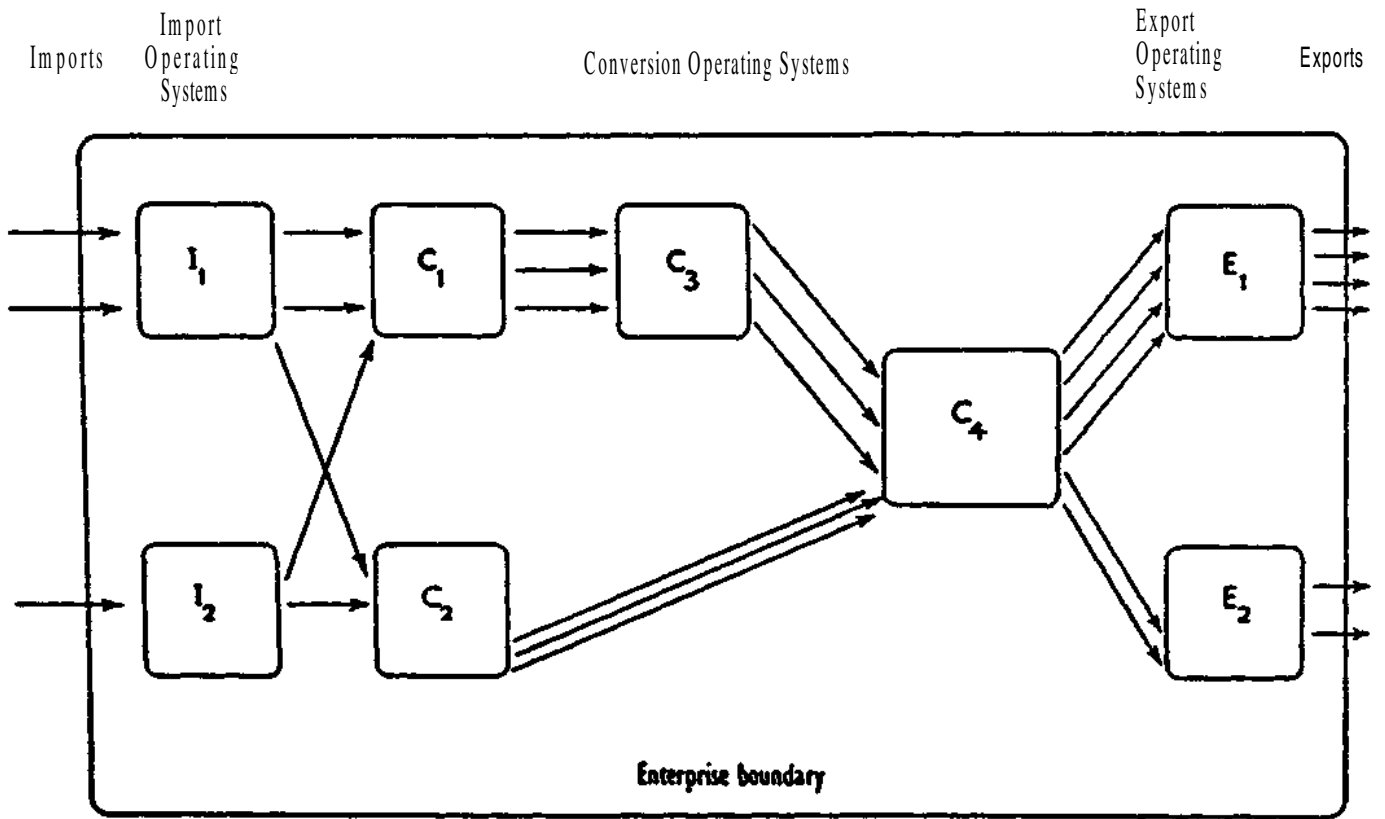 Imports
Import
Operating
Systems
Conversion Operating Systems
Export
Operating
Systems
Exports
I₁
C₁
C₃
E₁
C₄
I₂
C₂
E₂
Enterprise boundary